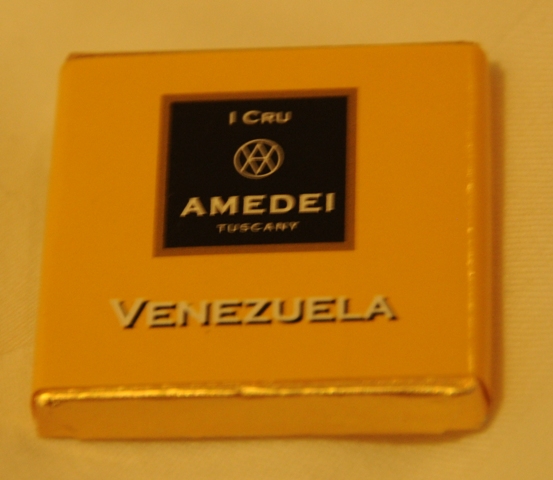 I CRU
AMEDEI
TUSCANY
VENEZUELA